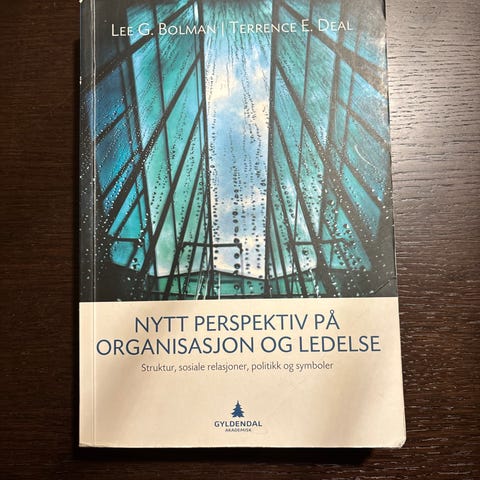 LEE G. BOLMAN | TERRENCE E. DEAL
NYTT PERSPEKTIV PÅ
ORGANISASJON OG LEDELSE
Struktur, sosiale relasjoner, politikk og symboler
GYLDENDAL
AKADEMISK